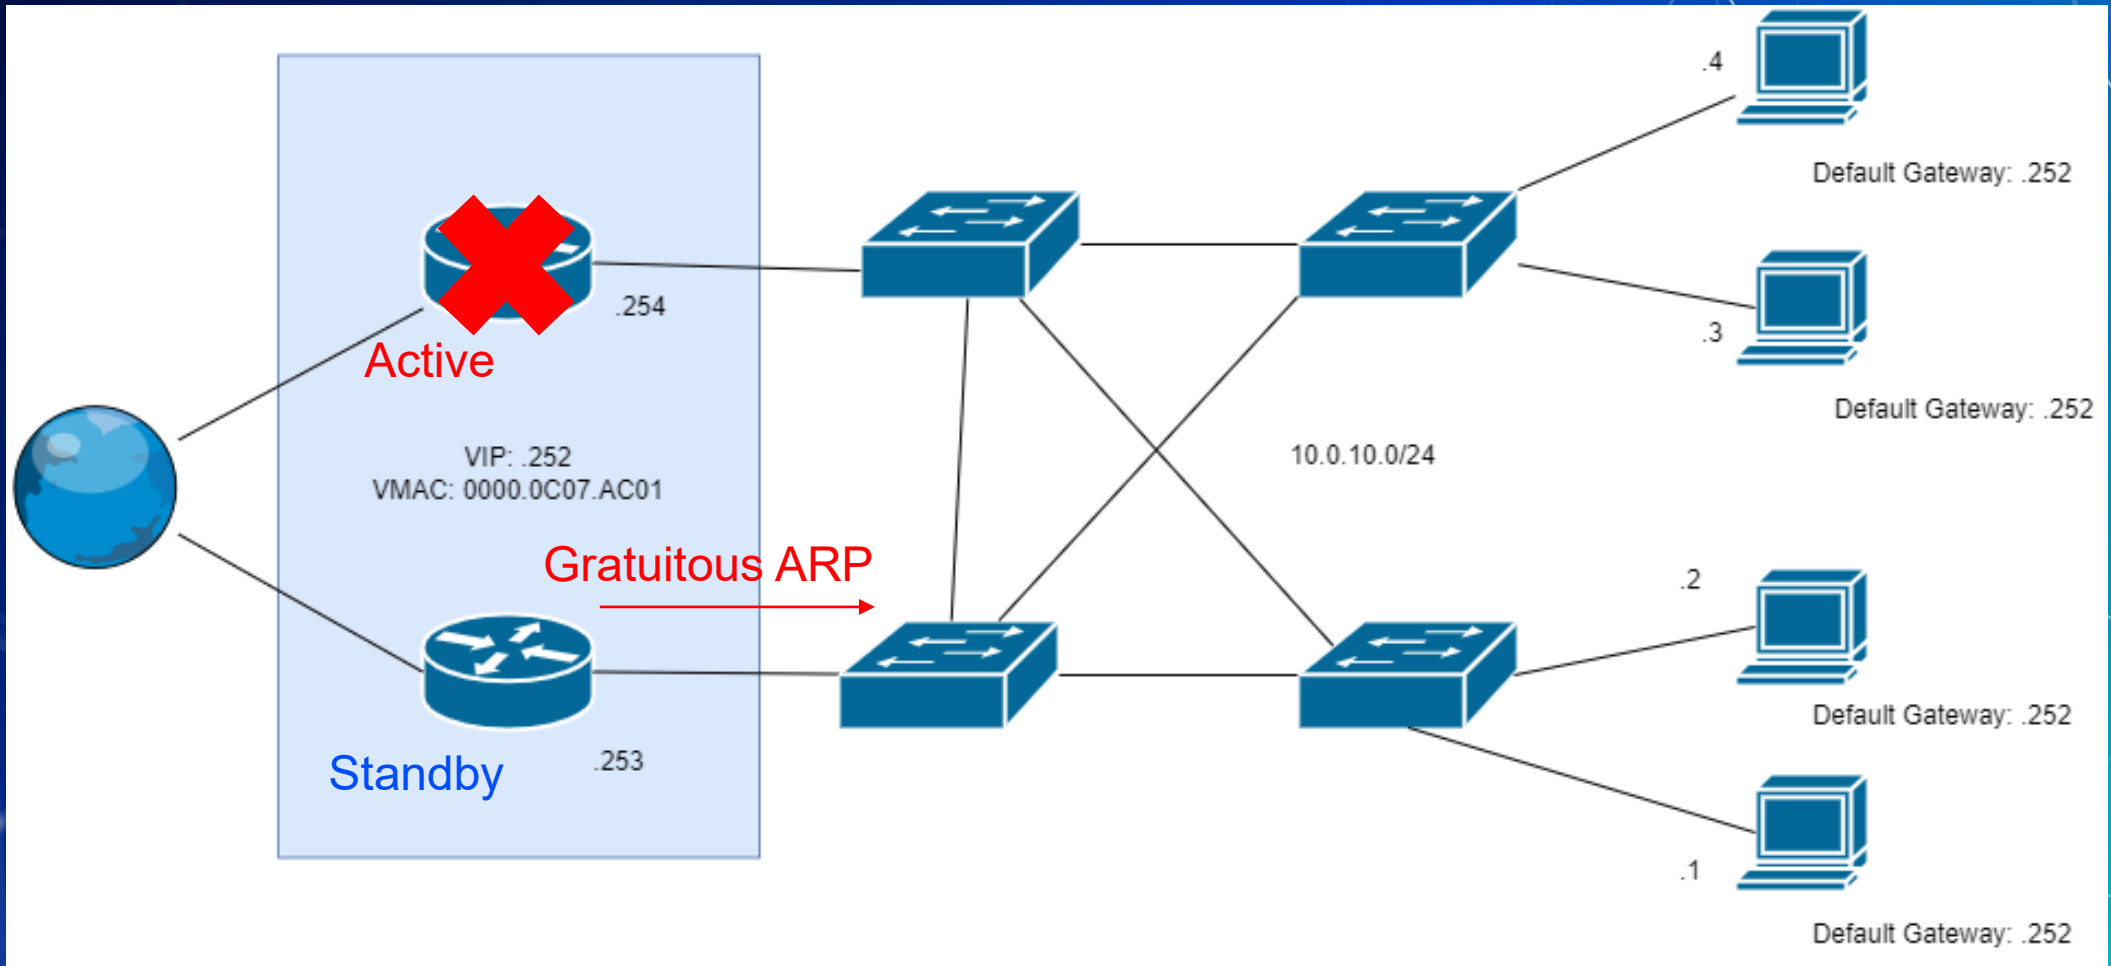 .4
Default Gateway: .252
.254
Active
.3
Default Gateway: .252
VIP: .252
VMAC: 0000.0C07.AC01
10.0.10.0/24
Gratuitous ARP
.2
Default Gateway: .252
Standby
.253
.1
Default Gateway: .252